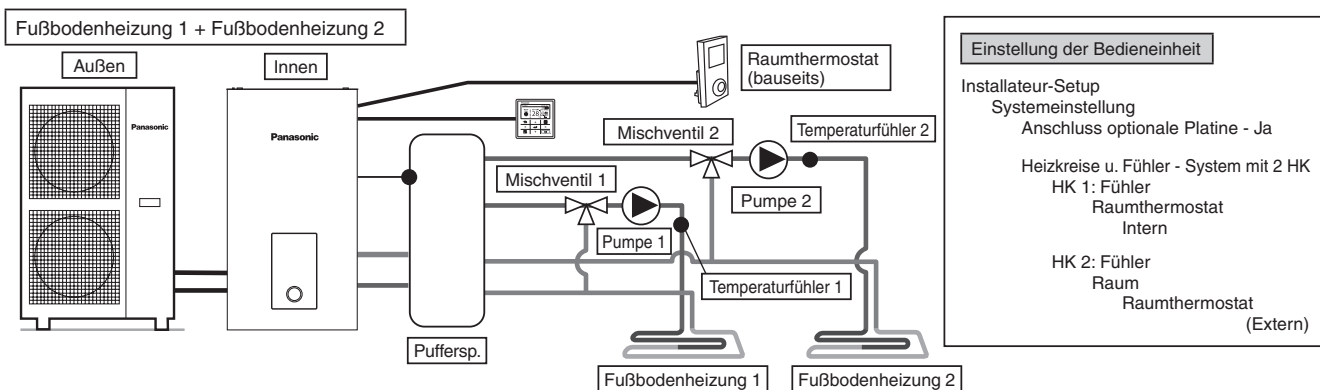 Fußbodenheizung 1 + Fußbodenheizung 2
Außen
Innen
Panasonic
Panasonic
Raumthermostat
(bauseits)
Mischventil 2
Temperaturfühler 2
Mischventil 1
Pumpe 2
Pumpe 1
Temperaturfühler 1
Puffersp.
Fußbodenheizung 1
Fußbodenheizung 2
Einstellung der Bedieneinheit
Installateur-Setup
Systemeinstellung
Anschluss optionale Platine - Ja
Heizkreise u. Fühler - System mit 2 HK
HK 1: Fühler
Raumthermostat
Intern
HK 2: Fühler
Raum
Raumthermostat
(Extern)